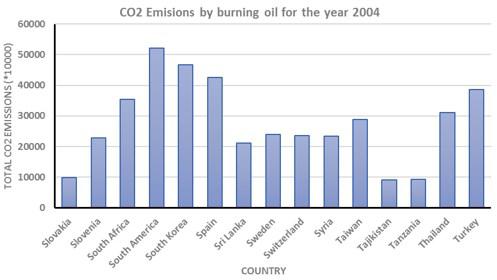 CO2 Emisions by burning oil for the year 2004
TOTAL CO2 EMISSIONS (*10000)
60000
50000
40000
30000
20000
10000
0
Slovakia
Slovenia
South Africa
South America
South Korea
Spain
Sri Lanka
Sweden
Switzerland
Syria
Taiwan
Tajikistan
Tanzania
Thailand
Turkey
COUNTRY